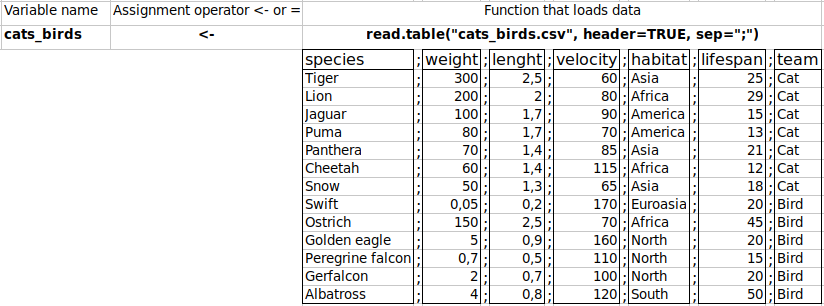 Variable name Assignment operator <- or = Function that loads data
cats_birds <- read.table("cats_birds.csv", header=TRUE, sep=";")
species ; weight ; lenght ; velocity ; habitat ; lifespan ; team
Tiger ; 300 ; 2,5 ; 60 ; Asia ; 25 ; Cat
Lion ; 200 ; 2 ; 80 ; Africa ; 29 ; Cat
Jaguar ; 100 ; 1,7 ; 90 ; America ; 15 ; Cat
Puma ; 80 ; 1,7 ; 70 ; America ; 13 ; Cat
Panthera ; 70 ; 1,4 ; 85 ; Asia ; 21 ; Cat
Cheetah ; 60 ; 1,4 ; 115 ; Africa ; 12 ; Cat
Snow ; 50 ; 1,3 ; 65 ; Asia ; 18 ; Cat
Swift ; 0,05 ; 0,2 ; 170 ; Euroasia ; 20 ; Bird
Ostrich ; 150 ; 2,5 ; 70 ; Africa ; 45 ; Bird
Golden eagle ; 5 ; 0,9 ; 160 ; North ; 20 ; Bird
Peregrine falcon ; 0,7 ; 0,5 ; 110 ; North ; 15 ; Bird
Gerfalcon ; 2 ; 0,7 ; 100 ; North ; 20 ; Bird
Albatross ; 4 ; 0,8 ; 120 ; South ; 50 ; Bird